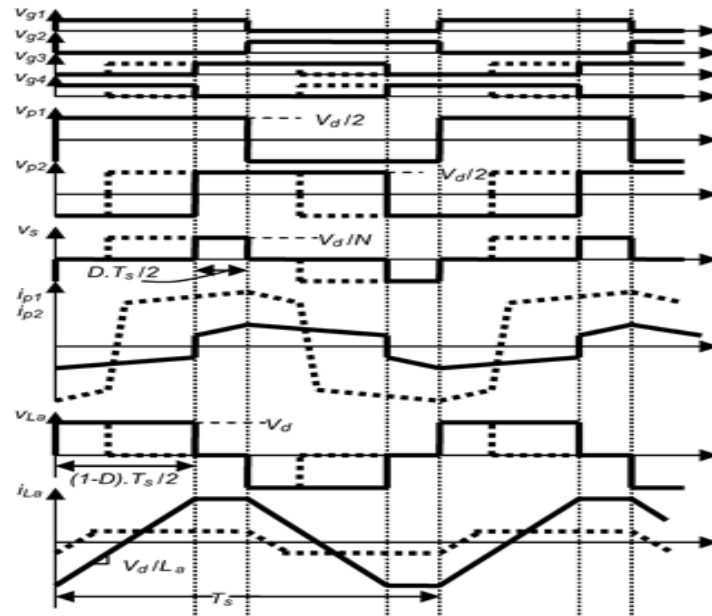 vg1
vg2
vg3
vg4
vp1
Vd/2
vp2
Vd/2
vs
Vd/N
D.Ts/2
ip1
ip2
vLa
Vd
(1-D).Ts/2
iLa
Vd/La
Ts